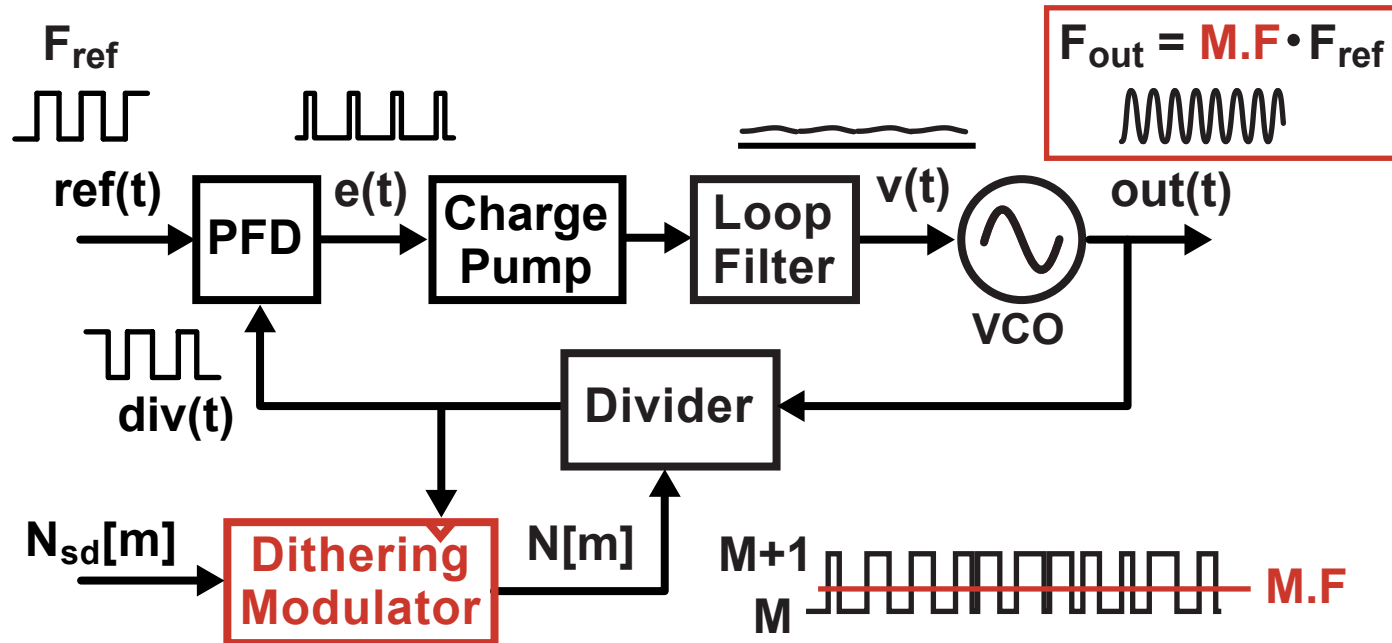 F_ref
F_out = M.F • F_ref
ref(t)
PFD
e(t)
Charge
Pump
Loop
Filter
v(t)
VCO
out(t)
div(t)
Divider
N_sd[m]
Dithering
Modulator
N[m]
M+1
M
M.F